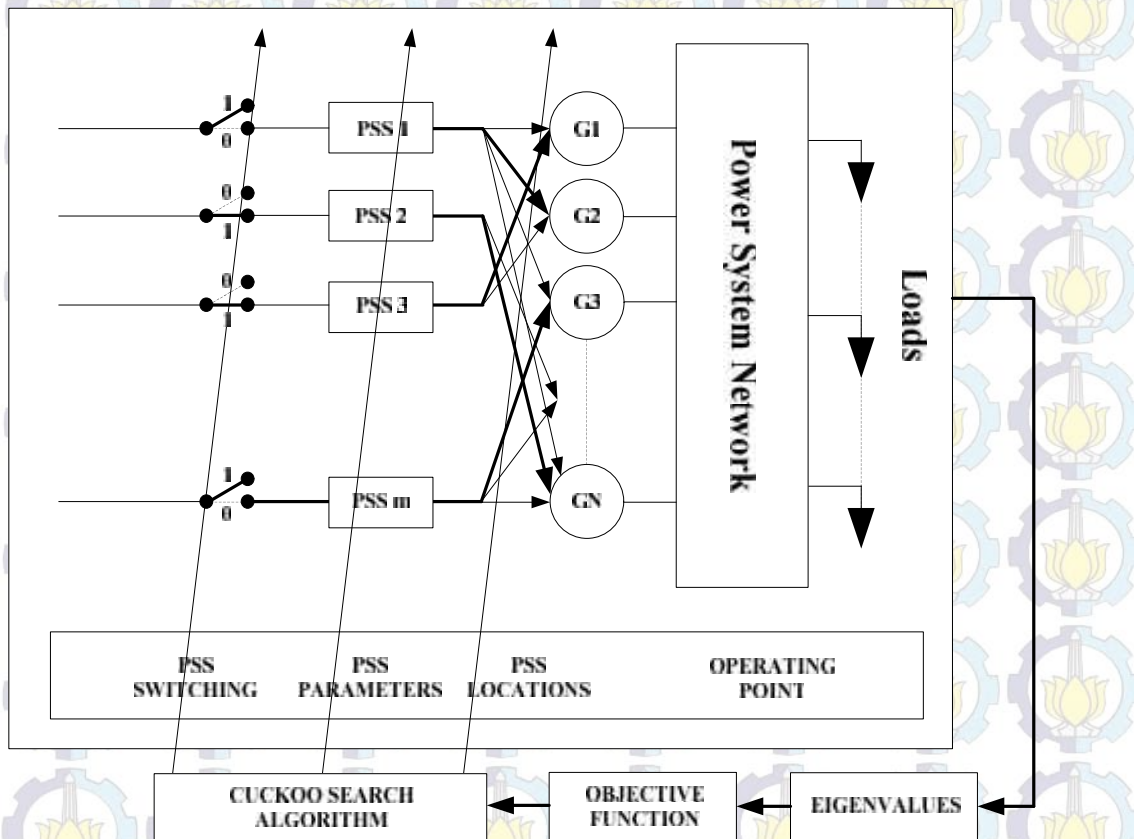 1
0
PSS 1
G1
0
1
PSS 2
G2
0
1
PSS 3
G3
1
0
PSS m
GN
Power System Network
Loads
PSS
SWITCHING
PSS
PARAMETERS
PSS
LOCATIONS
OPERATING
POINT
CUCKOO SEARCH
ALGORITHM
OBJECTIVE
FUNCTION
EIGENVALUES